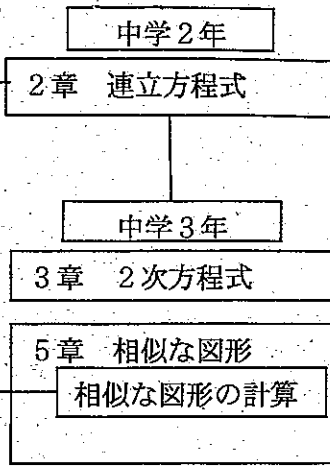 中学2年
2章 連立方程式
中学3年
3章 2次方程式
5章 相似な図形
相似な図形の計算